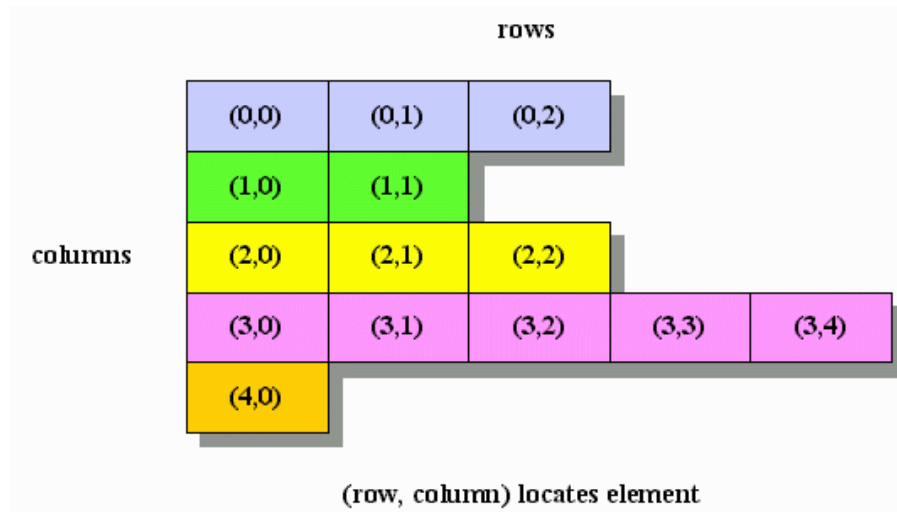 rows
(0,0) (0,1) (0,2)
(1,0) (1,1)
columns (2,0) (2,1) (2,2)
(3,0) (3,1) (3,2) (3,3) (3,4)
(4,0)
(row, column) locates element